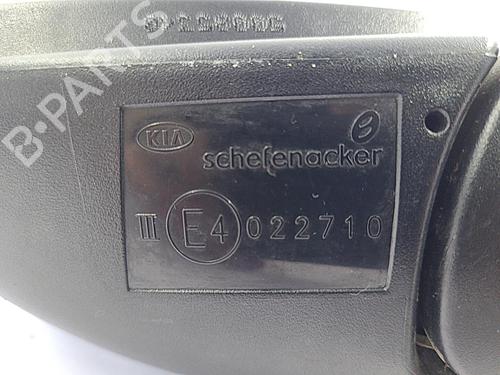 KIA
schefenacker
III E4 022710
B-PARTS